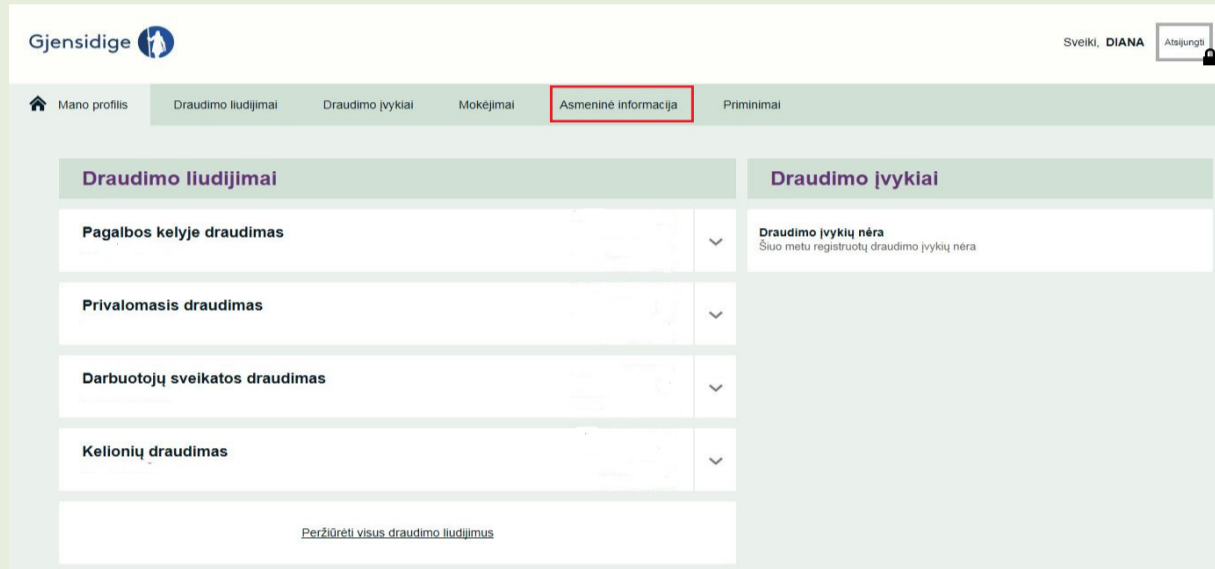 Gjensidige
Sveiki, DIANA Atsijungti
Mano profilis Draudimo liudijimai Draudimo įvykiai Mokėjimai Asmeninė informacija Priminimai
Draudimo liudijimai
Pagalbos kelyje draudimas
Privalomasis draudimas
Darbuotojų sveikatos draudimas
Kelionių draudimas
Peržiūrėti visus draudimo liudijimus
Draudimo įvykiai
Draudimo įvykių nėra
Šiuo metu registruotų draudimo įvykių nėra